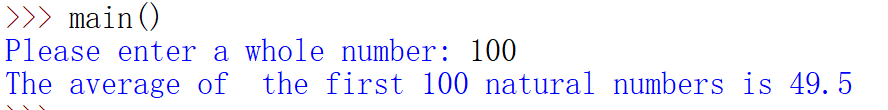 >>> main()
Please enter a whole number: 100
The average of  the first 100 natural numbers is 49.5
>>>